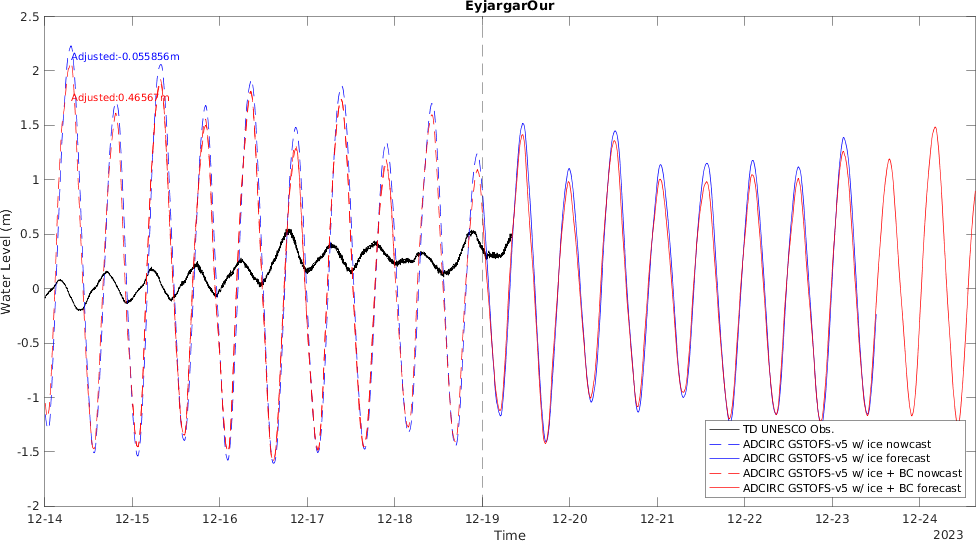 EyjargarOur
2.5
2
1.5
1
0.5
0
-0.5
-1
-1.5
-2
Water Level (m)
Adjusted:-0.055856m
Adjusted:0.46567m
TD UNESCO Obs.
ADCIRC GSTOFS-v5 w/ ice nowcast
ADCIRC GSTOFS-v5 w/ ice forecast
ADCIRC GSTOFS-v5 w/ ice + BC nowcast
ADCIRC GSTOFS-v5 w/ ice + BC forecast
12-14 12-15 12-16 12-17 12-18 12-19 12-20 12-21 12-22 12-23 12-24
Time
2023